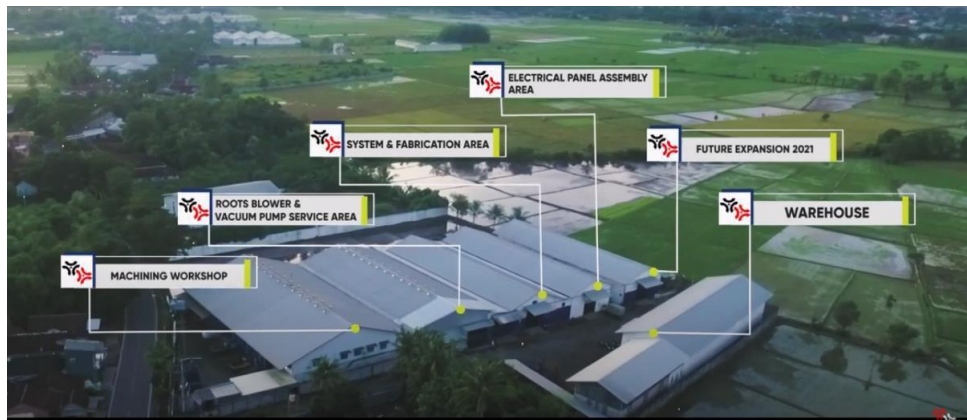 ELECTRICAL PANEL ASSEMBLY
AREA
SYSTEM & FABRICATION AREA
FUTURE EXPANSION 2021
ROOTS BLOWER &
VACUUM PUMP SERVICE AREA
WAREHOUSE
MACHINING WORKSHOP